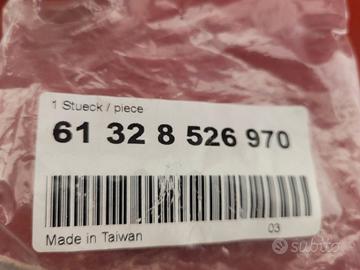 1 Stueck / piece
61 32 8 526 970
Made in Taiwan
03
subito